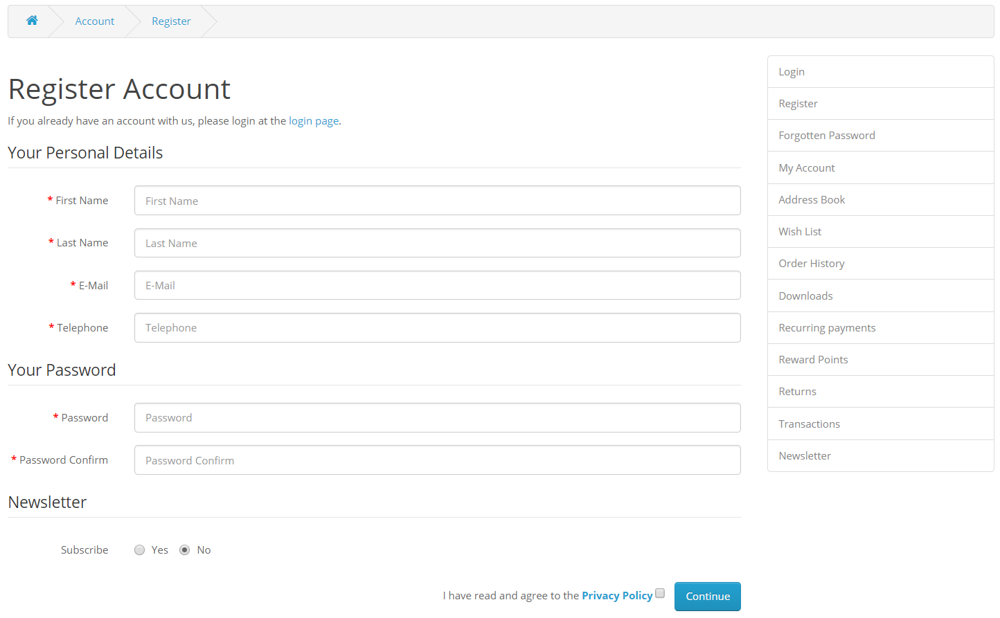 Account Register
Register Account
If you already have an account with us, please login at the login page.
Your Personal Details
* First Name First Name
* Last Name Last Name
* E-Mail E-Mail
* Telephone Telephone
Your Password
* Password Password
* Password Confirm Password Confirm
Newsletter
Subscribe Yes No
I have read and agree to the Privacy Policy Continue
Login
Register
Forgotten Password
My Account
Address Book
Wish List
Order History
Downloads
Recurring payments
Reward Points
Returns
Transactions
Newsletter